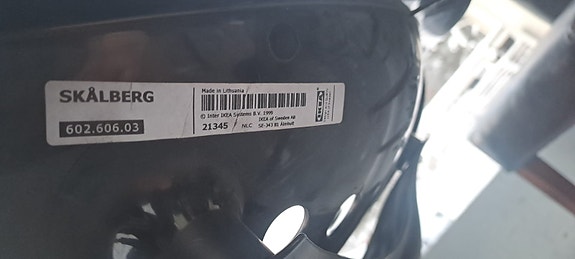 SKÅLBERG
602.606.03
Made in Lithuania
© Inter IKEA Systems B.V. 1999
IKEA of Sweden AB
21345 NLC SE-343 81 Älmhult
IKEA